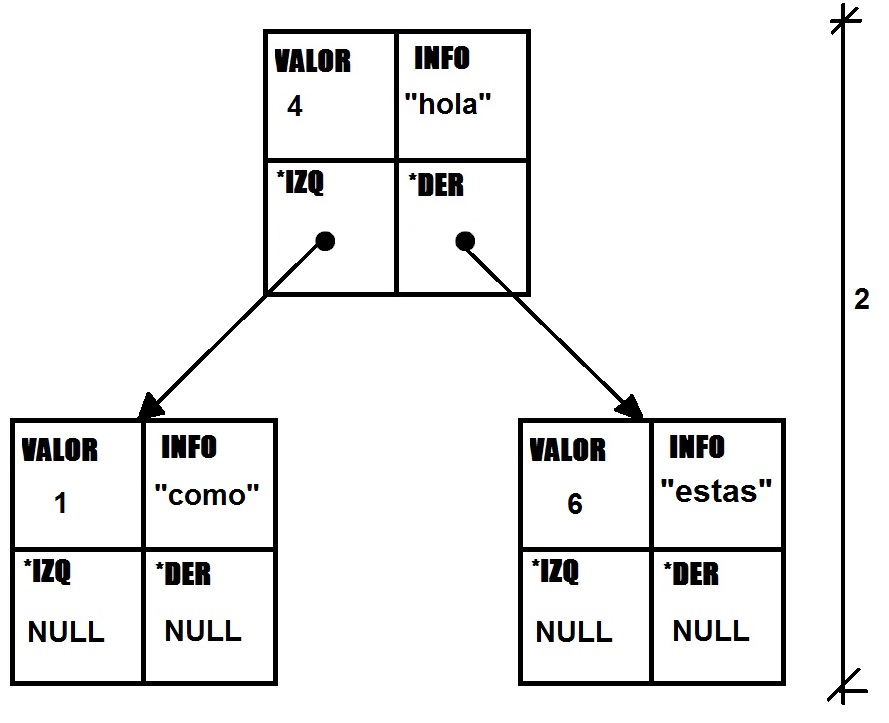 VALOR INFO
4 "hola"
*IZQ *DER
2
VALOR INFO
1 "como"
*IZQ *DER
NULL NULL
VALOR INFO
6 "estas"
*IZQ *DER
NULL NULL